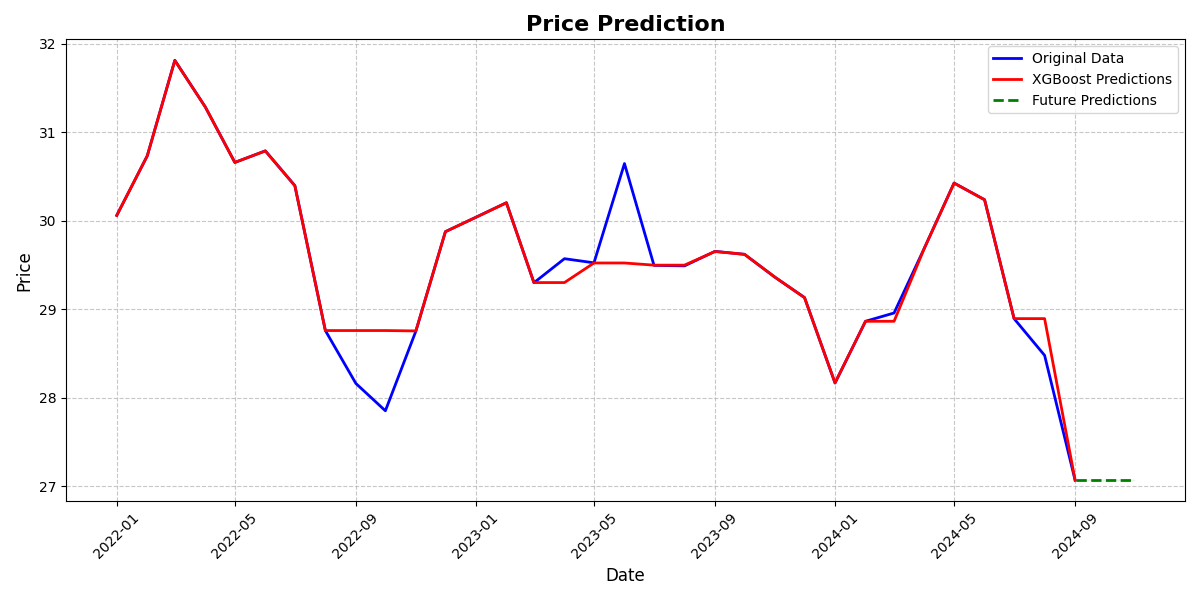 Price Prediction
Original Data
XGBoost Predictions
Future Predictions
Price
32
31
30
29
28
27
2022-01
2022-05
2022-09
2023-01
2023-05
2023-09
2024-01
2024-05
2024-09
Date